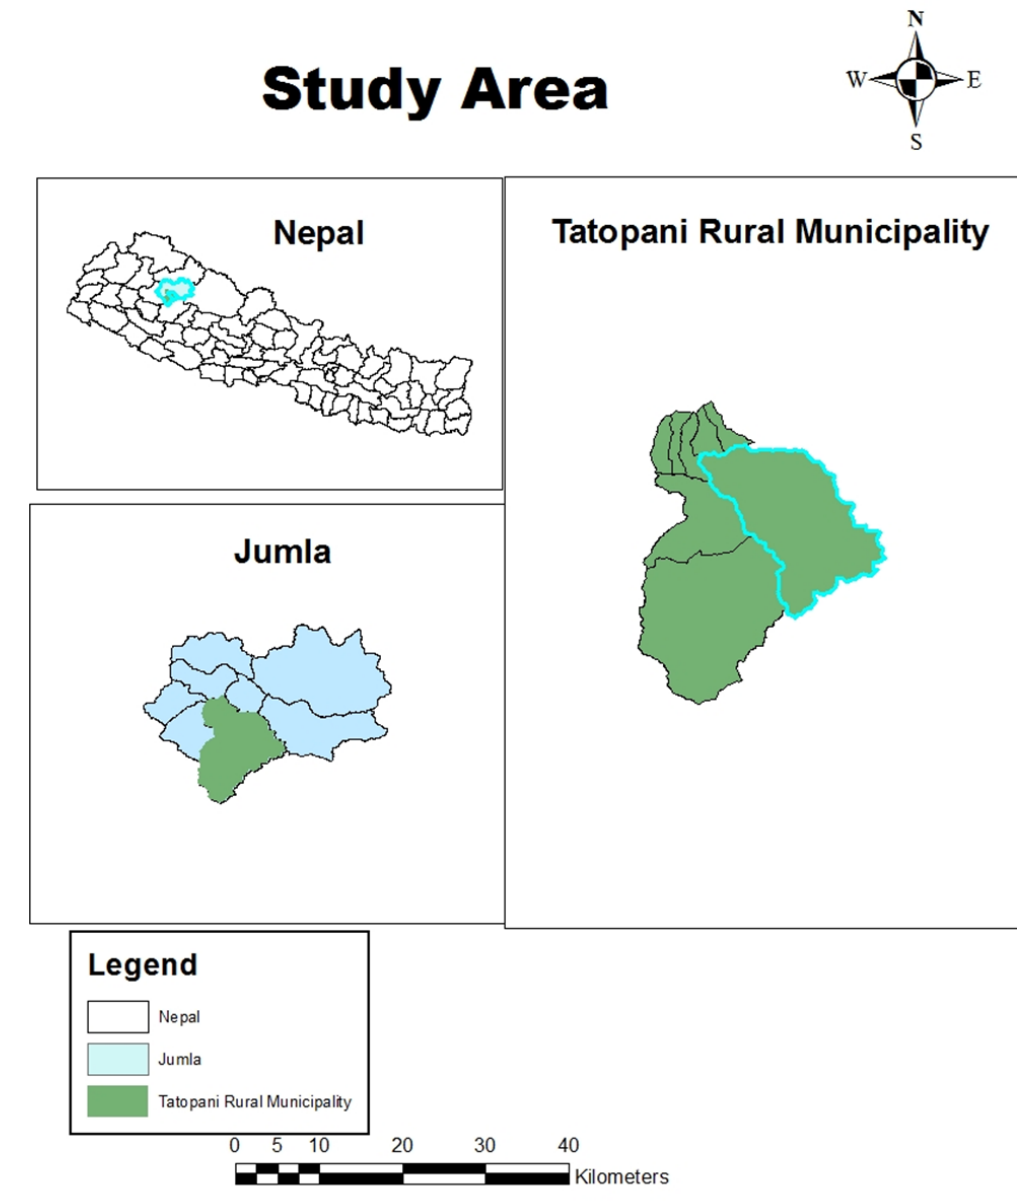 N
Study Area
W E
S
Nepal
Tatopani Rural Municipality
Jumla
Legend
Nepal
Jumla
Tatopani Rural Municipality
0 5 10 20 30 40
Kilometers